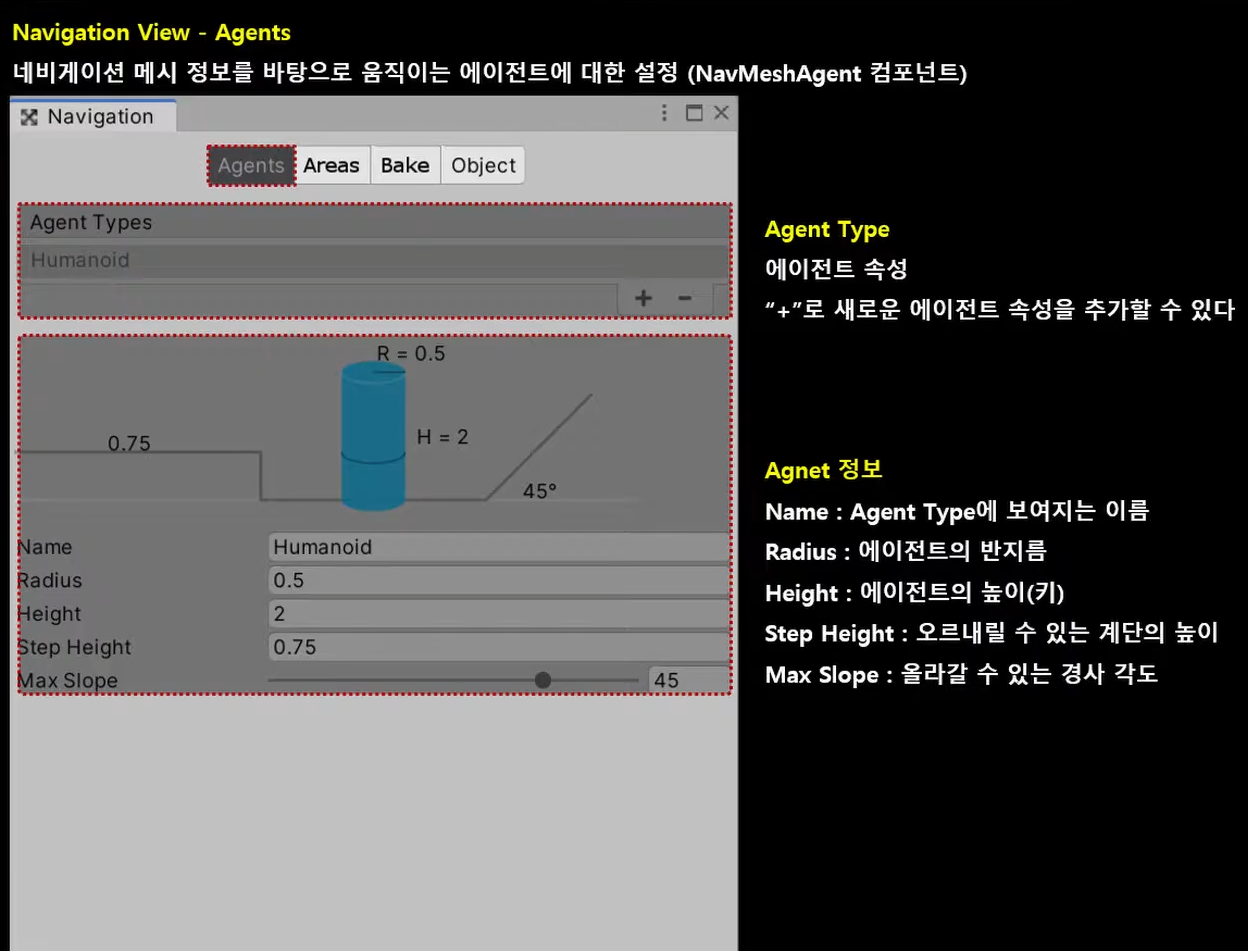 Navigation View - Agents
네비게이션 메시 정보를 바탕으로 움직이는 에이전트에 대한 설정 (NavMeshAgent 컴포넌트)
Navigation
Agents Areas Bake Object
Agent Types
Humanoid
+ -
Agent Type
에이전트 속성
“+”로 새로운 에이전트 속성을 추가할 수 있다
R = 0.5
0.75
H = 2
45°
Name Humanoid
Radius 0.5
Height 2
Step Height 0.75
Max Slope 45
Agnet 정보
Name : Agent Type에 보여지는 이름
Radius : 에이전트의 반지름
Height : 에이전트의 높이(키)
Step Height : 오르내릴 수 있는 계단의 높이
Max Slope : 올라갈 수 있는 경사 각도